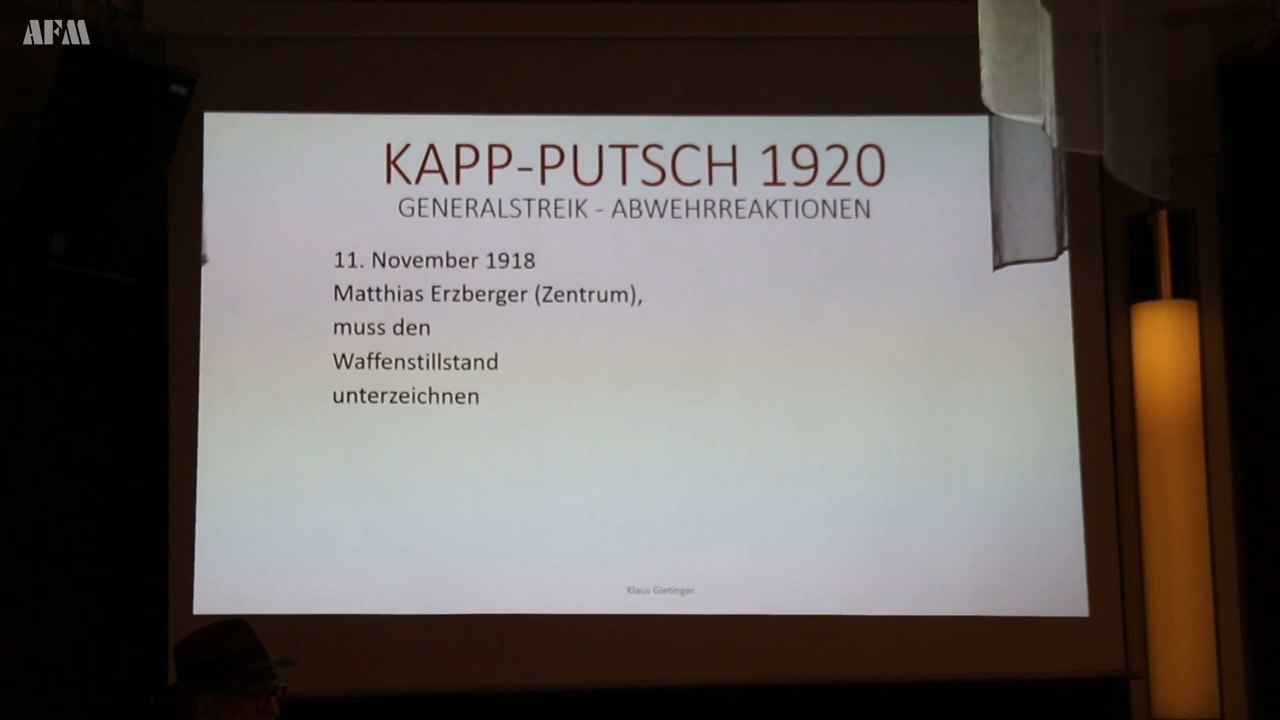 AFM
KAPP-PUTSCH 1920
GENERALSTREIK - ABWEHRREAKTIONEN
11. November 1918
Matthias Erzberger (Zentrum),
muss den
Waffenstillstand
unterzeichnen
Klaus Gietinger